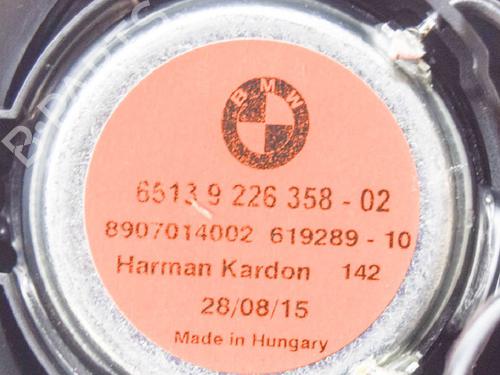 BMW
6513 9 226 358 - 02
8907014002 619289 - 10
Harman Kardon 142
28/08/15
Made in Hungary